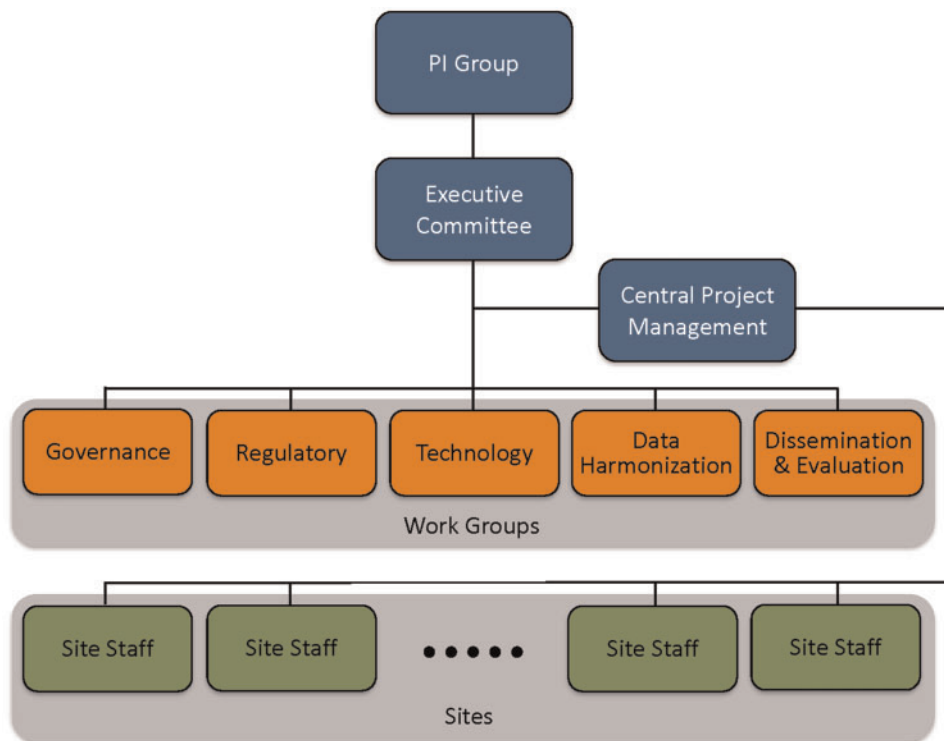 PI Group
Executive
Committee
Central Project
Management
Governance
Regulatory
Technology
Data
Harmonization
Dissemination
& Evaluation
Work Groups
Site Staff
Site Staff
•••••
Site Staff
Site Staff
Sites